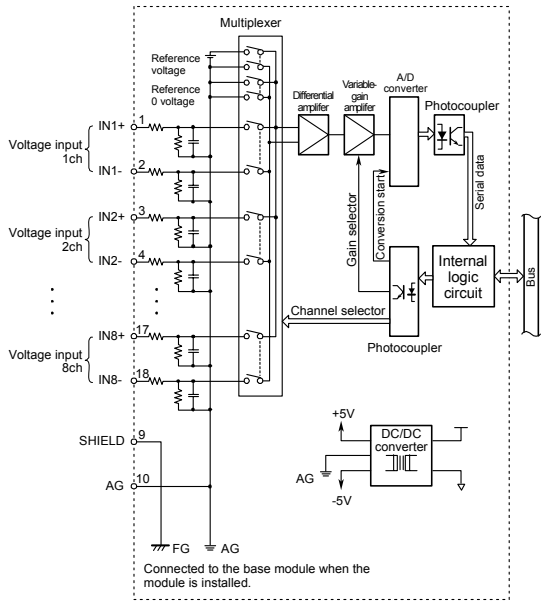 Multiplexer
Reference
voltage
Reference
0 voltage
Differential
amplifer
Variable-
gain
amplifer
A/D
converter
Photocoupler
Voltage input
1ch
IN1+
1
IN1-
2
Voltage input
2ch
IN2+
3
IN2-
4
Voltage input
8ch
IN8+
17
IN8-
18
Gain selector
Conversion start
Serial data
Internal
logic
circuit
Bus
Channel selector
Photocoupler
SHIELD
9
AG
10
FG
AG
+5V
AG
-5V
DC/DC
converter
Connected to the base module when the
module is installed.